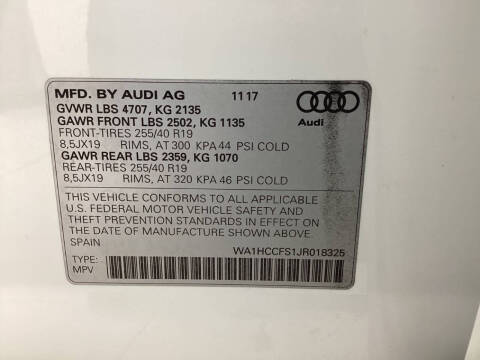 MFD. BY AUDI AG 11 17
GVWR LBS 4707, KG 2135
GAWR FRONT LBS 2502, KG 1135
FRONT-TIRES 255/40 R19
8,5JX19 RIMS, AT 300 KPA 44 PSI COLD
GAWR REAR LBS 2359, KG 1070
REAR-TIRES 255/40 R19
8,5JX19 RIMS, AT 320 KPA 46 PSI COLD
Audi
THIS VEHICLE CONFORMS TO ALL APPLICABLE
U.S. FEDERAL MOTOR VEHICLE SAFETY AND
THEFT PREVENTION STANDARDS IN EFFECT ON
THE DATE OF MANUFACTURE SHOWN ABOVE
SPAIN WA1HCCFS1JR018325
TYPE:
MPV